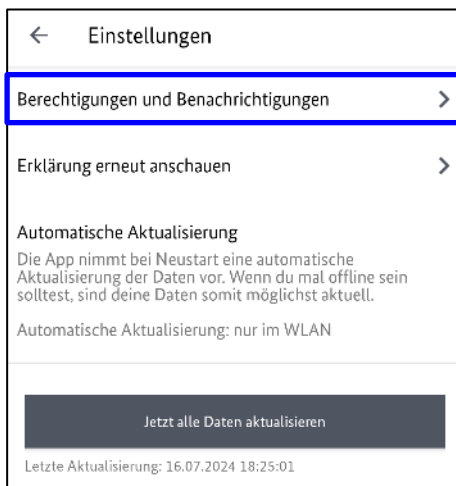 Einstellungen
Berechtigungen und Benachrichtigungen
Erklärung erneut anschauen
Automatische Aktualisierung
Die App nimmt bei Neustart eine automatische
Aktualisierung der Daten vor. Wenn du mal offline sein
solltest, sind deine Daten somit möglichst aktuell.
Automatische Aktualisierung: nur im WLAN
Jetzt alle Daten aktualisieren
Letzte Aktualisierung: 16.07.2024 18:25:01